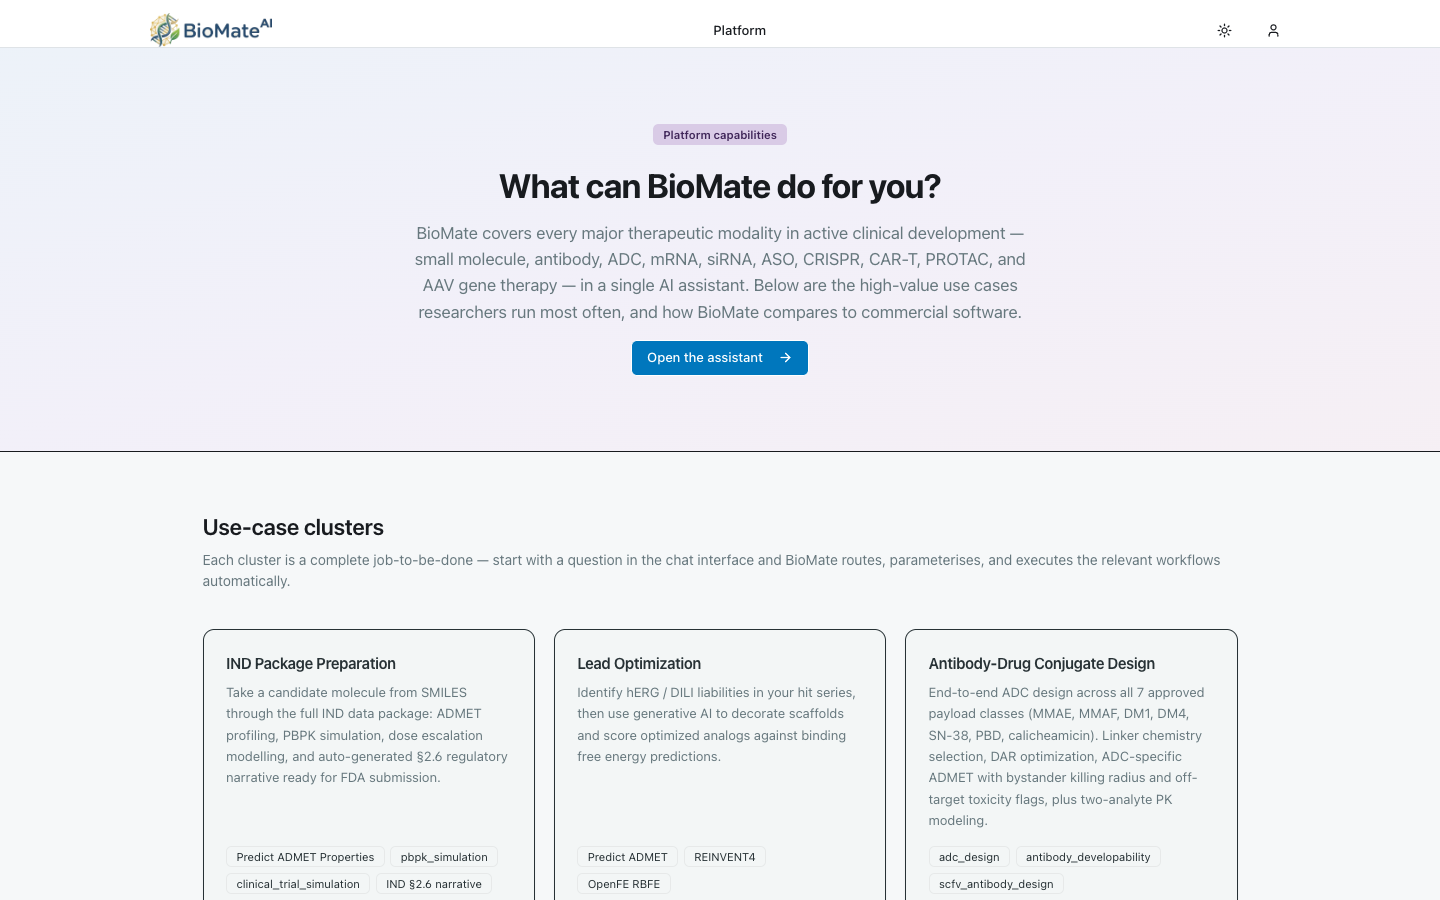 BioMateAI
Platform
Platform capabilities
What can BioMate do for you?
BioMate covers every major therapeutic modality in active clinical development —
small molecule, antibody, ADC, mRNA, siRNA, ASO, CRISPR, CAR-T, PROTAC, and
AAV gene therapy — in a single AI assistant. Below are the high-value use cases
researchers run most often, and how BioMate compares to commercial software.
Open the assistant
Use-case clusters
Each cluster is a complete job-to-be-done — start with a question in the chat interface and BioMate routes, parameterises, and executes the relevant workflows
automatically.
IND Package Preparation
Take a candidate molecule from SMILES
through the full IND data package: ADMET
profiling, PBPK simulation, dose escalation
modelling, and auto-generated §2.6 regulatory
narrative ready for FDA submission.
Predict ADMET Properties
pbpk_simulation
clinical_trial_simulation
IND §2.6 narrative
Lead Optimization
Identify hERG / DILI liabilities in your hit series,
then use generative AI to decorate scaffolds
and score optimized analogs against binding
free energy predictions.
Predict ADMET
REINVENT4
OpenFE RBFE
Antibody-Drug Conjugate Design
End-to-end ADC design across all 7 approved
payload classes (MMAE, MMAF, DM1, DM4,
SN-38, PBD, calicheamicin). Linker chemistry
selection, DAR optimization, ADC-specific
ADMET with bystander killing radius and off-
target toxicity flags, plus two-analyte PK
modeling.
adc_design
antibody_developability
scfv_antibody_design